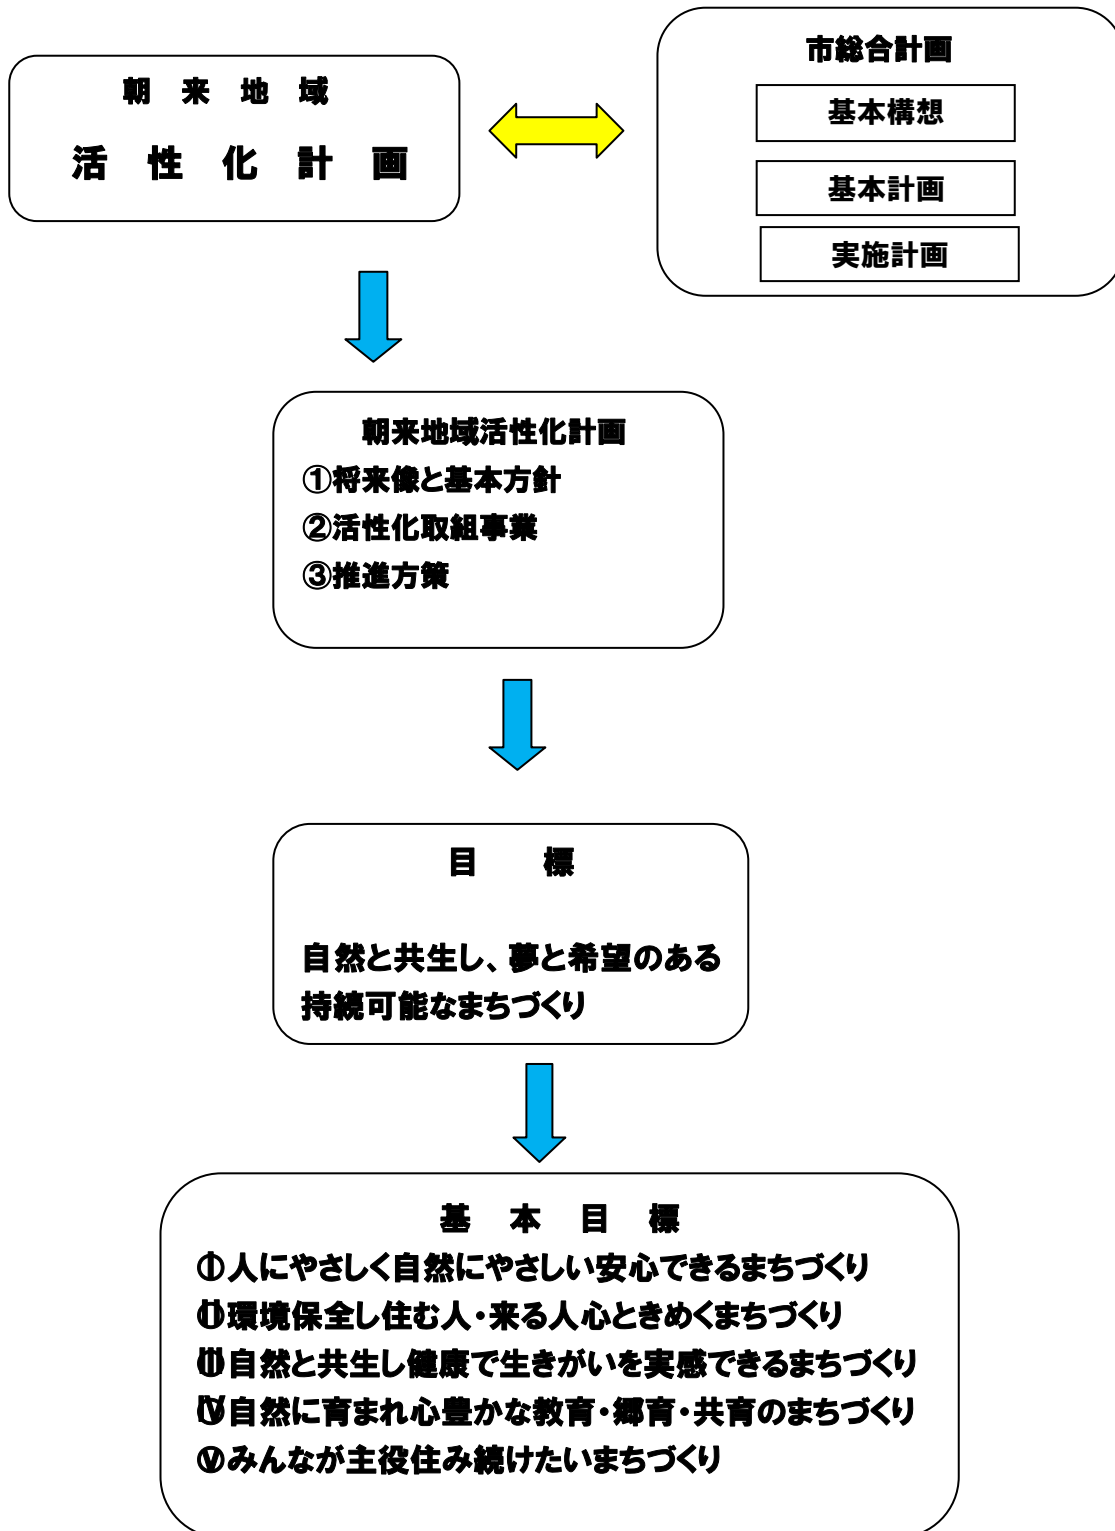 朝 来 地 域
活 性 化 計 画
市総合計画
基本構想
基本計画
実施計画
朝来地域活性化計画
①将来像と基本方針
②活性化取組事業
③推進方策
目 標
自然と共生し、夢と希望のある
持続可能なまちづくり
基 本 目 標
Ⅰ人にやさしく自然にやさしい安心できるまちづくり
Ⅱ環境保全し住む人・来る人心ときめくまちづくり
Ⅲ自然と共生し健康で生きがいを実感できるまちづくり
Ⅳ自然に育まれ心豊かな教育・郷育・共育のまちづくり
Ⅴみんなが主役住み続けたいまちづくり